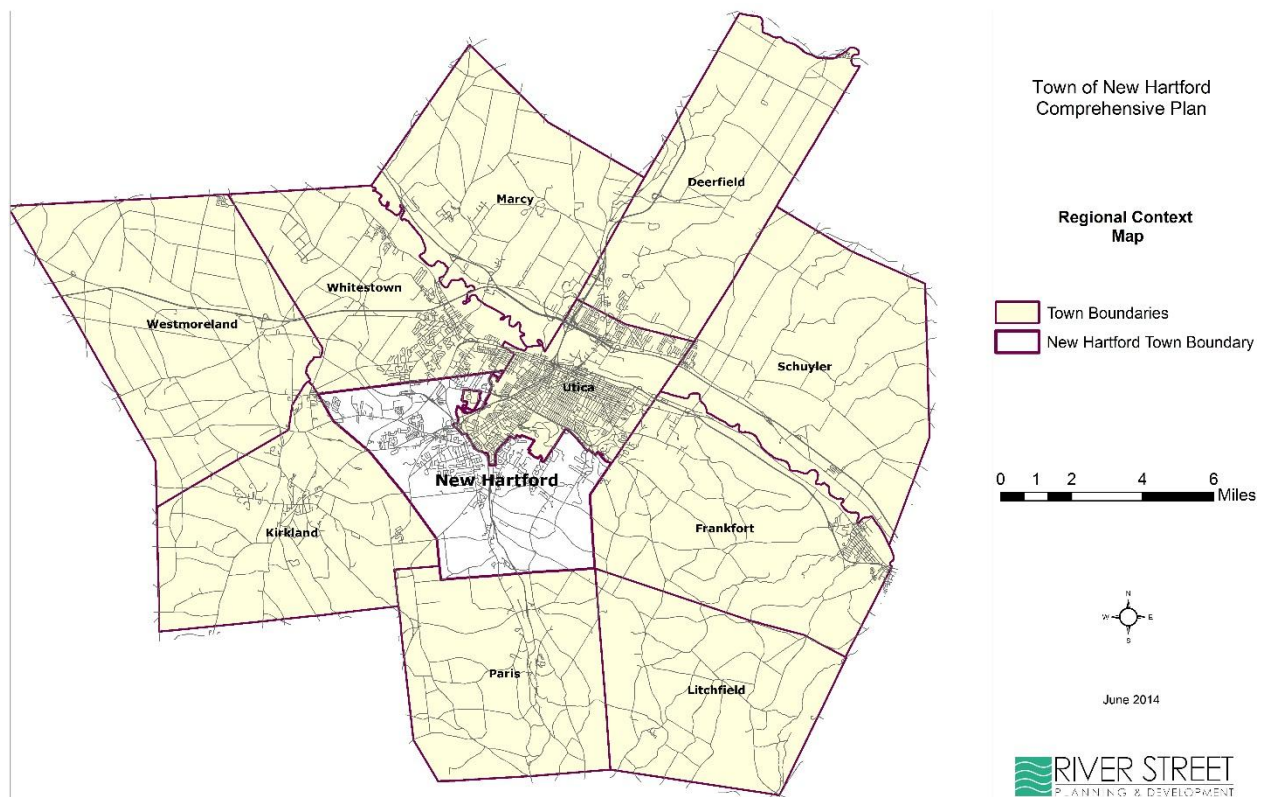 Town of New Hartford
Comprehensive Plan
Regional Context
Map
Town Boundaries
New Hartford Town Boundary
0 1 2 4 6 Miles
N
W E
S
June 2014
RIVER STREET
PLANNING & DEVELOPMENT
Deerfield
Marcy
Whitestown
Westmoreland
Schuyler
Utica
New Hartford
Kirkland
Frankfort
Paris
Litchfield